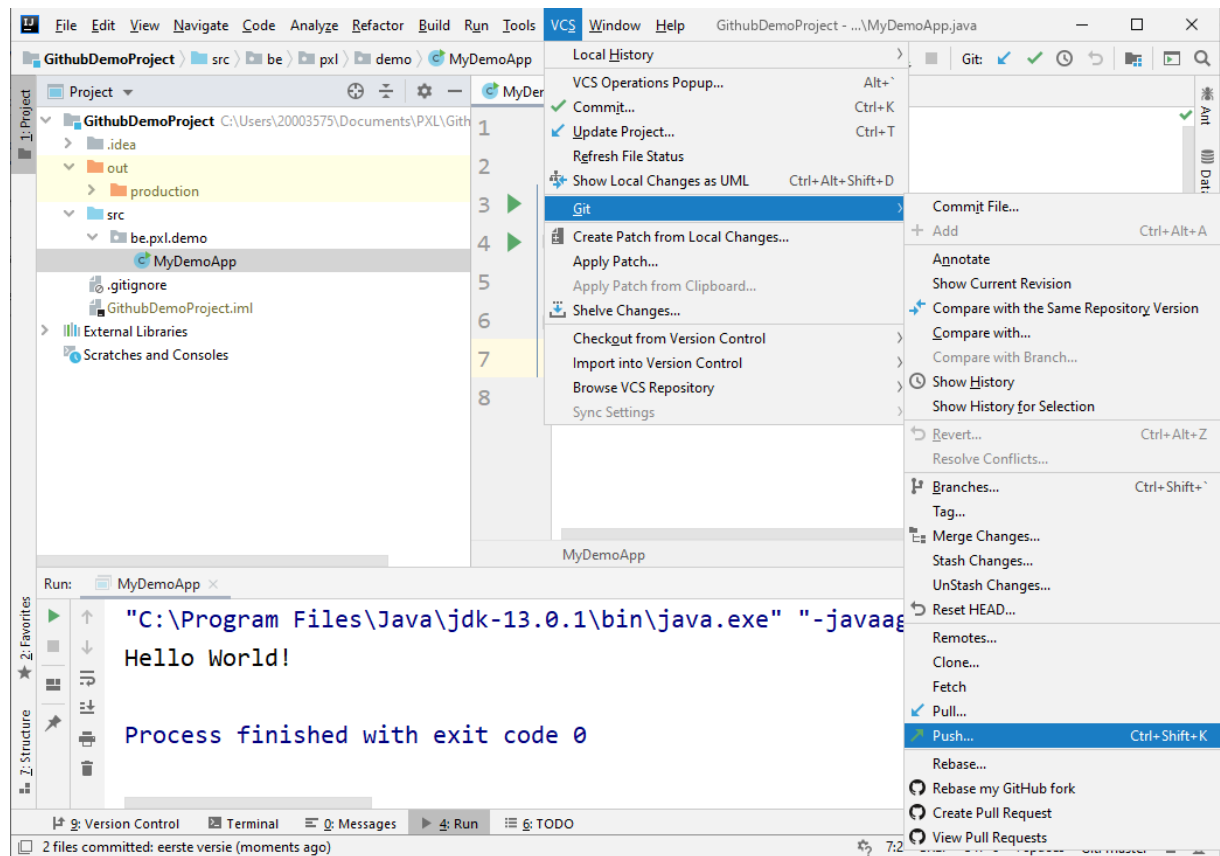 File Edit View Navigate Code Analyze Refactor Build Run Tools VCS Window Help GithubDemoProject - ...\MyDemoApp.java
GithubDemoProject src be pxl demo MyDemoApp
Git:
1: Project
Project
MyDer
GithubDemoProject C:\Users\20003575\Documents\PXL\Gith
.idea
out
production
src
be.pxl.demo
MyDemoApp
.gitignore
GithubDemoProject.iml
External Libraries
Scratches and Consoles
1
2
3
4
5
6
7
8
MyDemoApp
Local History
VCS Operations Popup... Alt+`
Commit... Ctrl+K
Update Project... Ctrl+T
Refresh File Status
Show Local Changes as UML Ctrl+Alt+Shift+D
Git
Create Patch from Local Changes...
Apply Patch...
Apply Patch from Clipboard...
Shelve Changes...
Checkout from Version Control
Import into Version Control
Browse VCS Repository
Sync Settings
Ant
Dat
Commit File...
Add Ctrl+Alt+A
Annotate
Show Current Revision
Compare with the Same Repository Version
Compare with...
Compare with Branch...
Show History
Show History for Selection
Revert... Ctrl+Alt+Z
Resolve Conflicts...
Branches... Ctrl+Shift+`
Tag...
Merge Changes...
Stash Changes...
UnStash Changes...
Reset HEAD...
Remotes...
Clone...
Fetch
Pull...
Push... Ctrl+Shift+K
Rebase...
Rebase my GitHub fork
Create Pull Request
View Pull Requests
Run: MyDemoApp
"C:\Program Files\Java\jdk-13.0.1\bin\java.exe" "-javaag
Hello World!
Process finished with exit code 0
2: Favorites
7: Structure
9: Version Control Terminal 0: Messages 4: Run 6: TODO
2 files committed: eerste versie (moments ago) 7:2